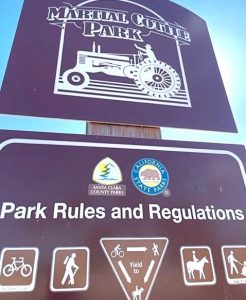 MARTIAL COTTLE
PARK
SANTA CLARA
COUNTY PARKS
CALIFORNIA
STATE PARKS
Park Rules and Regulations
Yield to